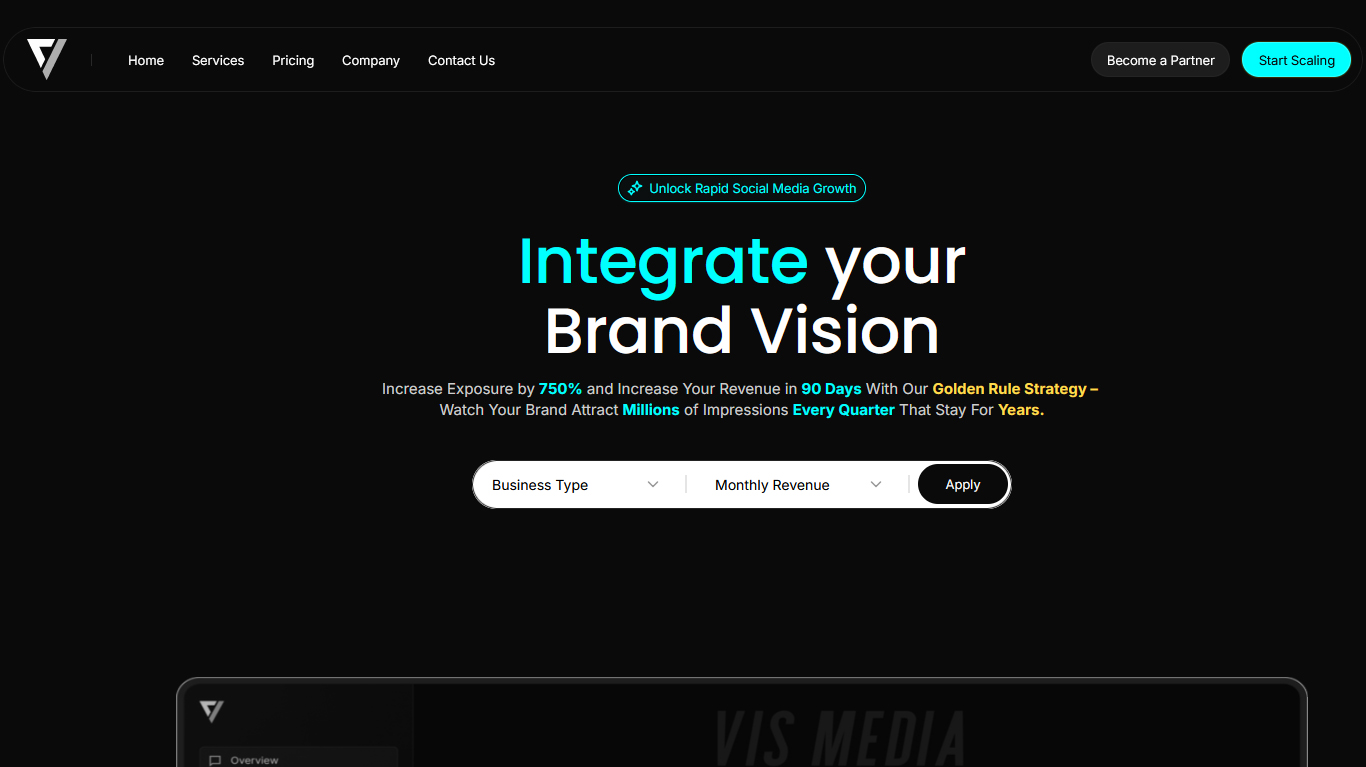 Home Services Pricing Company Contact Us Become a Partner Start Scaling
Unlock Rapid Social Media Growth
Integrate your
Brand Vision
Increase Exposure by 750% and Increase Your Revenue in 90 Days With Our Golden Rule Strategy –
Watch Your Brand Attract Millions of Impressions Every Quarter That Stay For Years.
Business Type Monthly Revenue Apply
VIS MEDIA
Overview